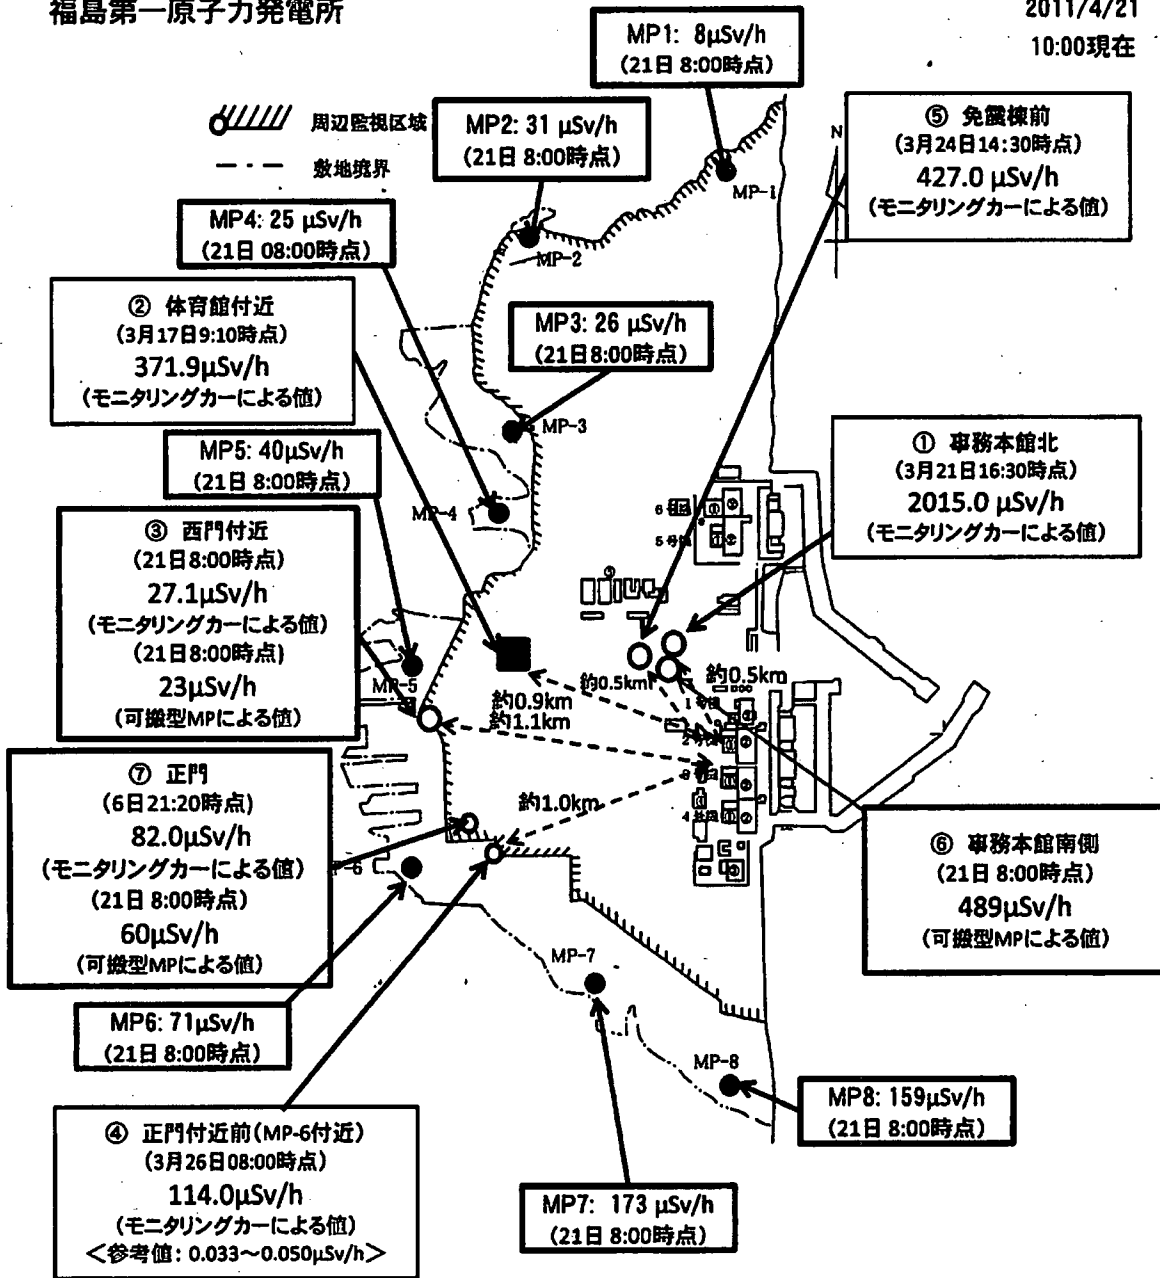 福島第一原子力発電所
2011/4/21
10:00現在
MP1: 8μSv/h
(21日 8:00時点)
周辺監視区域
敷地境界
MP2: 31 μSv/h
(21日 8:00時点)
⑤ 免震棟前
(3月24日14:30時点)
427.0 μSv/h
(モニタリングカーによる値)
N
MP-1
MP4: 25 μSv/h
(21日 08:00時点)
MP-2
② 体育館付近
(3月17日9:10時点)
371.9μSv/h
(モニタリングカーによる値)
MP3: 26 μSv/h
(21日8:00時点)
MP-3
① 事務本館北
(3月21日16:30時点)
2015.0 μSv/h
(モニタリングカーによる値)
MP5: 40μSv/h
(21日 8:00時点)
MP-4
③ 西門付近
(21日8:00時点)
27.1μSv/h
(モニタリングカーによる値)
(21日8:00時点)
23μSv/h
(可搬型MPによる値)
MP-5
約0.9km
約1.1km
約0.5km
約0.5km
約1.0km
⑦ 正門
(6日21:20時点)
82.0μSv/h
(モニタリングカーによる値)
(21日 8:00時点)
60μSv/h
(可搬型MPによる値)
-6
⑥ 事務本館南側
(21日 8:00時点)
489μSv/h
(可搬型MPによる値)
MP-7
MP6: 71μSv/h
(21日 8:00時点)
MP-8
MP8: 159μSv/h
(21日 8:00時点)
④ 正門付近前(MP-6付近)
(3月26日08:00時点)
114.0μSv/h
(モニタリングカーによる値)
<参考値: 0.033～0.050μSv/h>
MP7: 173 μSv/h
(21日 8:00時点)